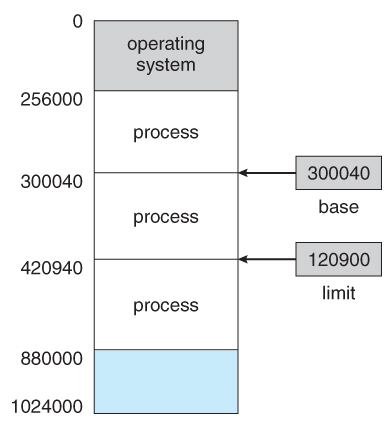 0
operating
system
256000
process
300040
300040
base
process
420940
120900
limit
process
880000
1024000